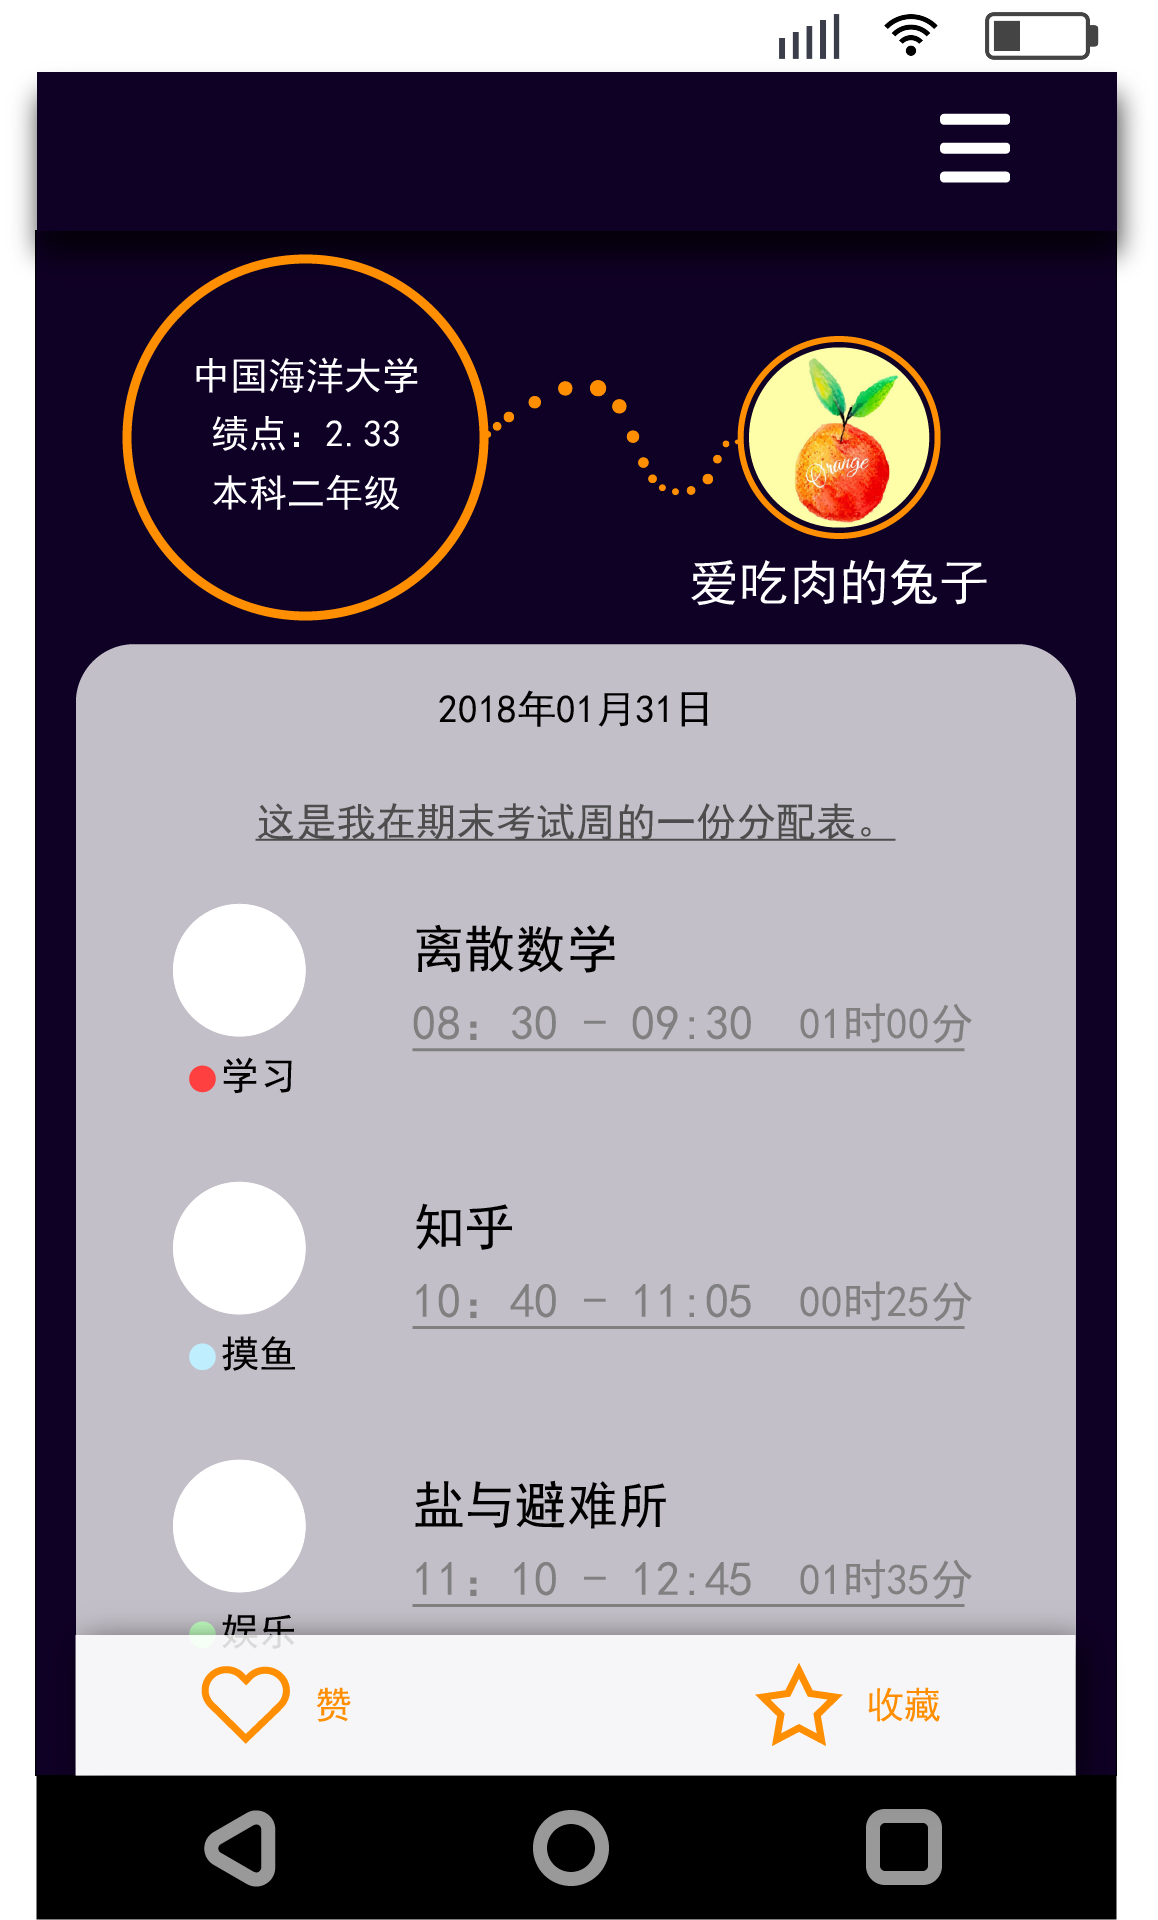 中国海洋大学
绩点：2.33
本科二年级
Orange
爱吃肉的兔子
2018年01月31日
这是我在期末考试周的一份分配表。
离散数学
08：30 - 09:30 01时00分
学习
知乎
10：40 - 11:05 00时25分
摸鱼
盐与避难所
11：10 - 12:45 01时35分
娱乐
赞 收藏